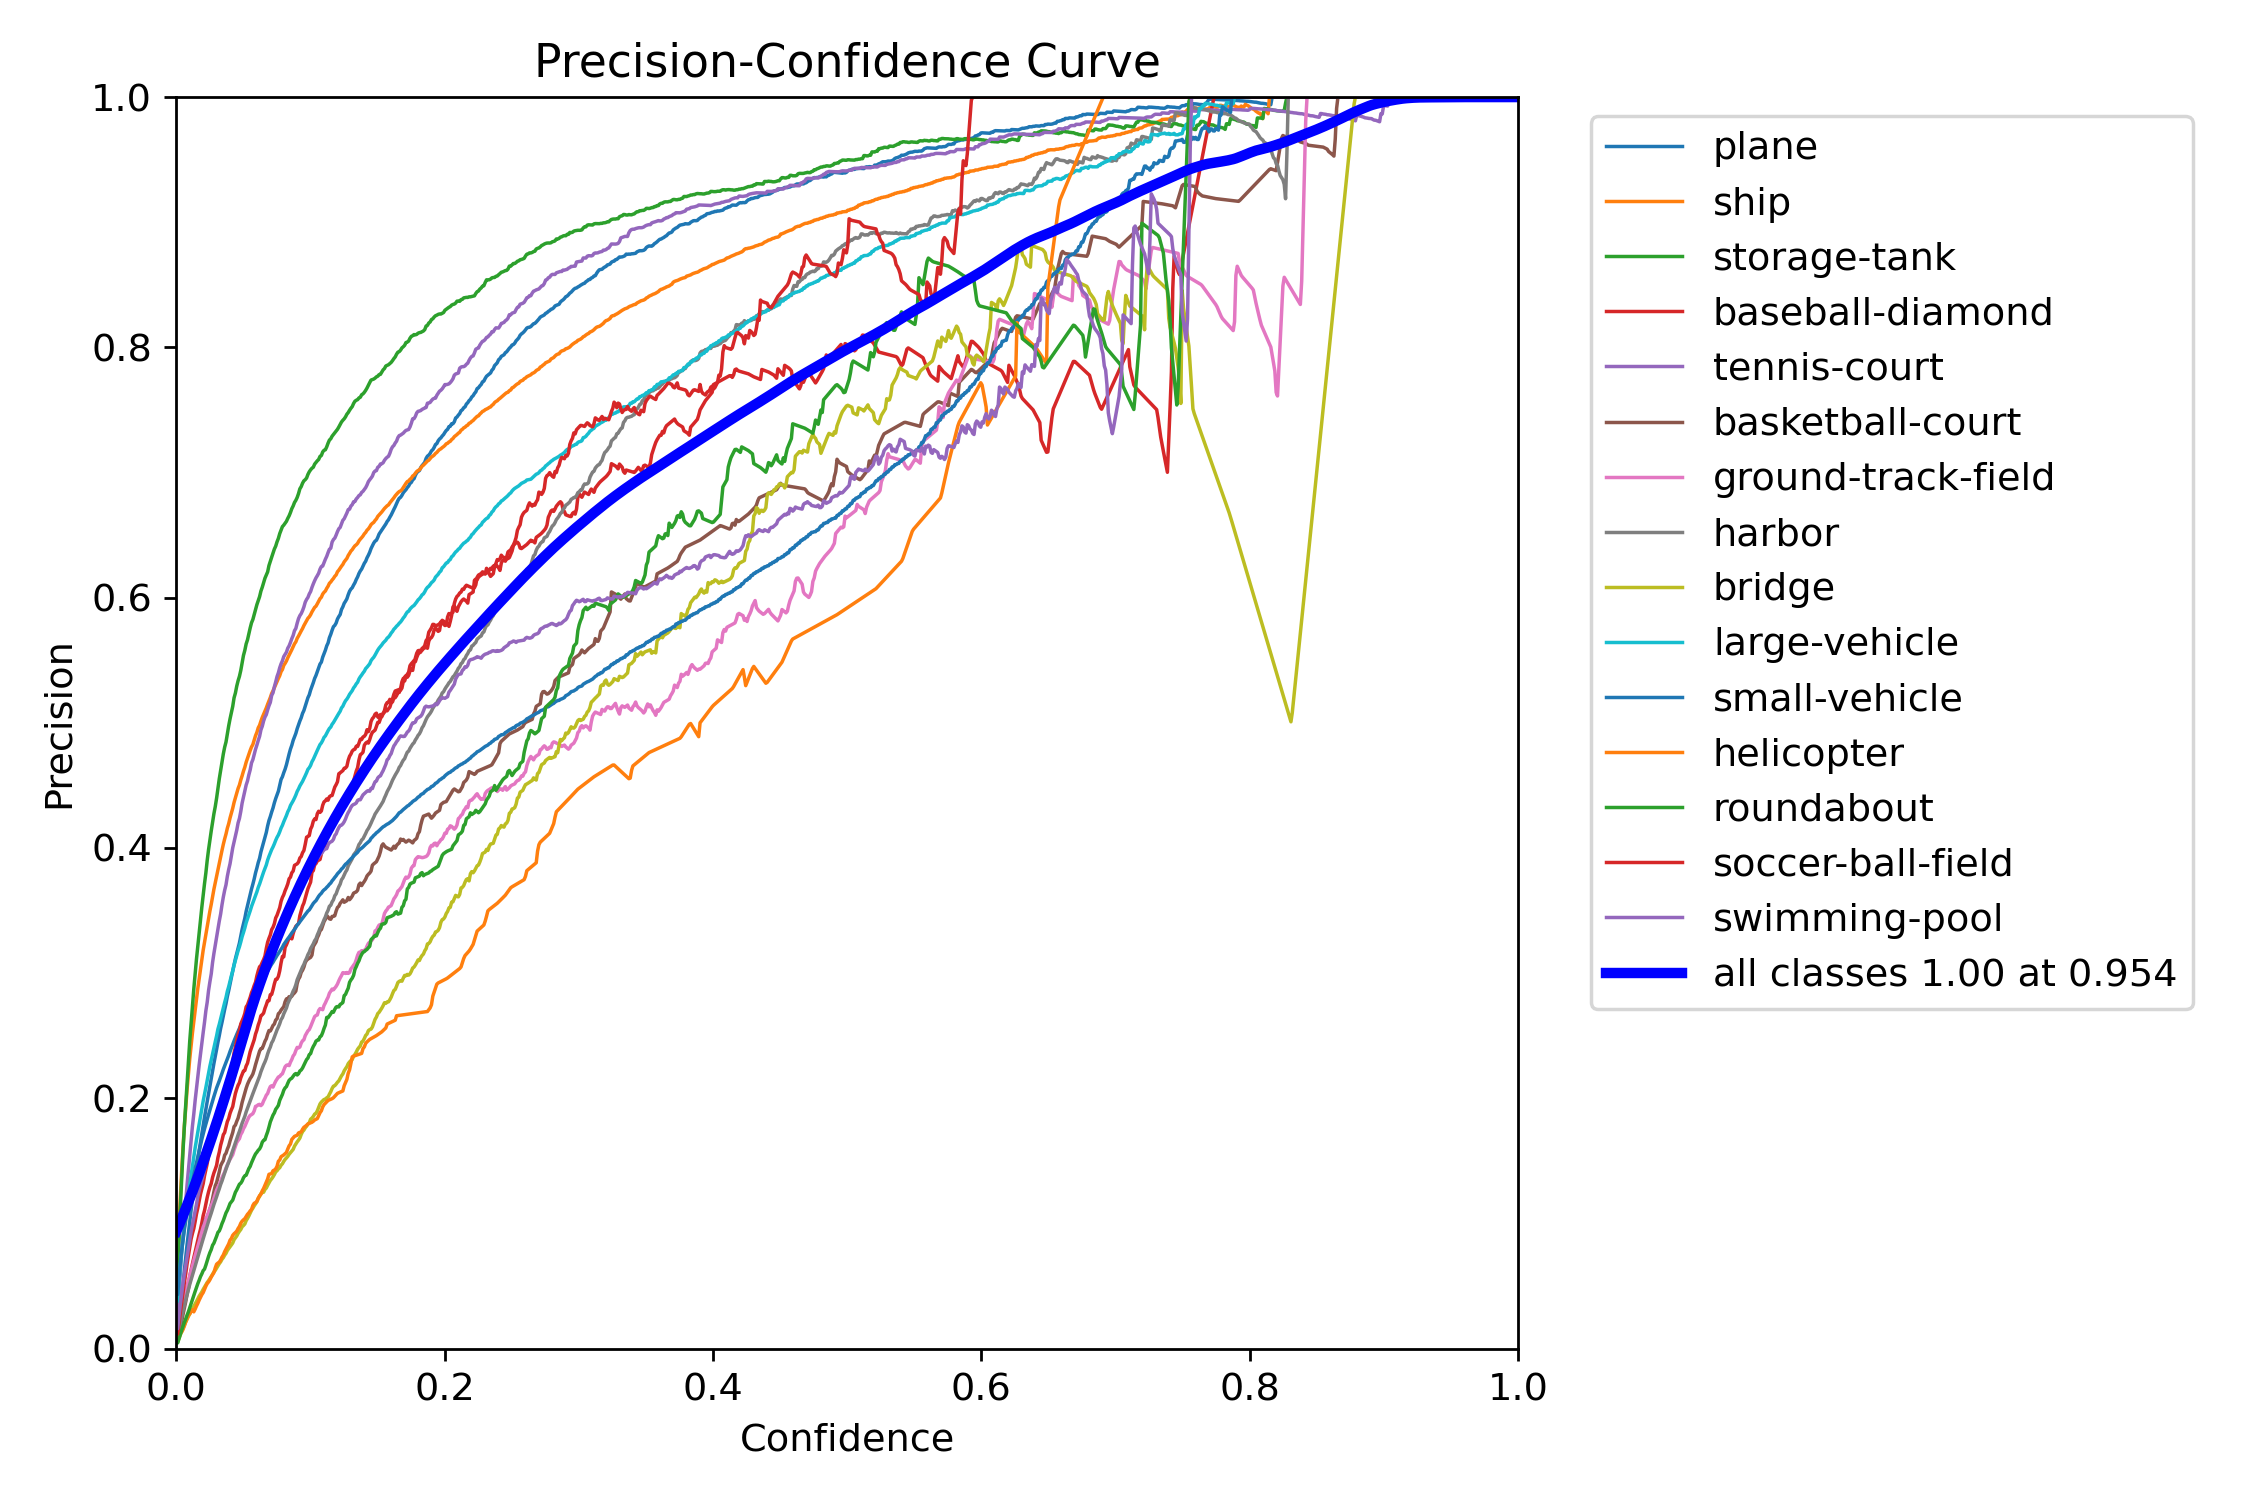 Precision-Confidence Curve
1.0
0.8
0.6
0.4
0.2
0.0
Precision
0.0 0.2 0.4 0.6 0.8 1.0
Confidence
plane
ship
storage-tank
baseball-diamond
tennis-court
basketball-court
ground-track-field
harbor
bridge
large-vehicle
small-vehicle
helicopter
roundabout
soccer-ball-field
swimming-pool
all classes 1.00 at 0.954